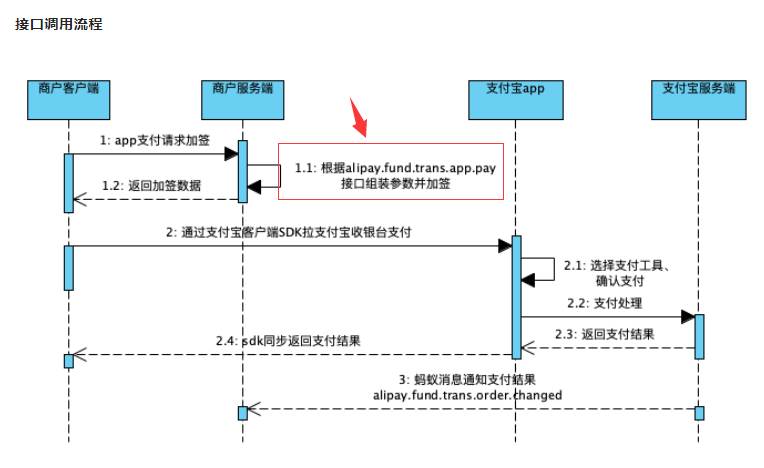 接口调用流程
商户客户端
商户服务端
支付宝app
支付宝服务端
1: app支付请求加签
1.1: 根据alipay.fund.trans.app.pay
接口组装参数并加签
1.2: 返回加签数据
2: 通过支付宝客户端SDK拉支付宝收银台支付
2.1: 选择支付工具、
确认支付
2.2: 支付处理
2.3: 返回支付结果
2.4: sdk同步返回支付结果
3: 蚂蚁消息通知支付结果
alipay.fund.trans.order.changed